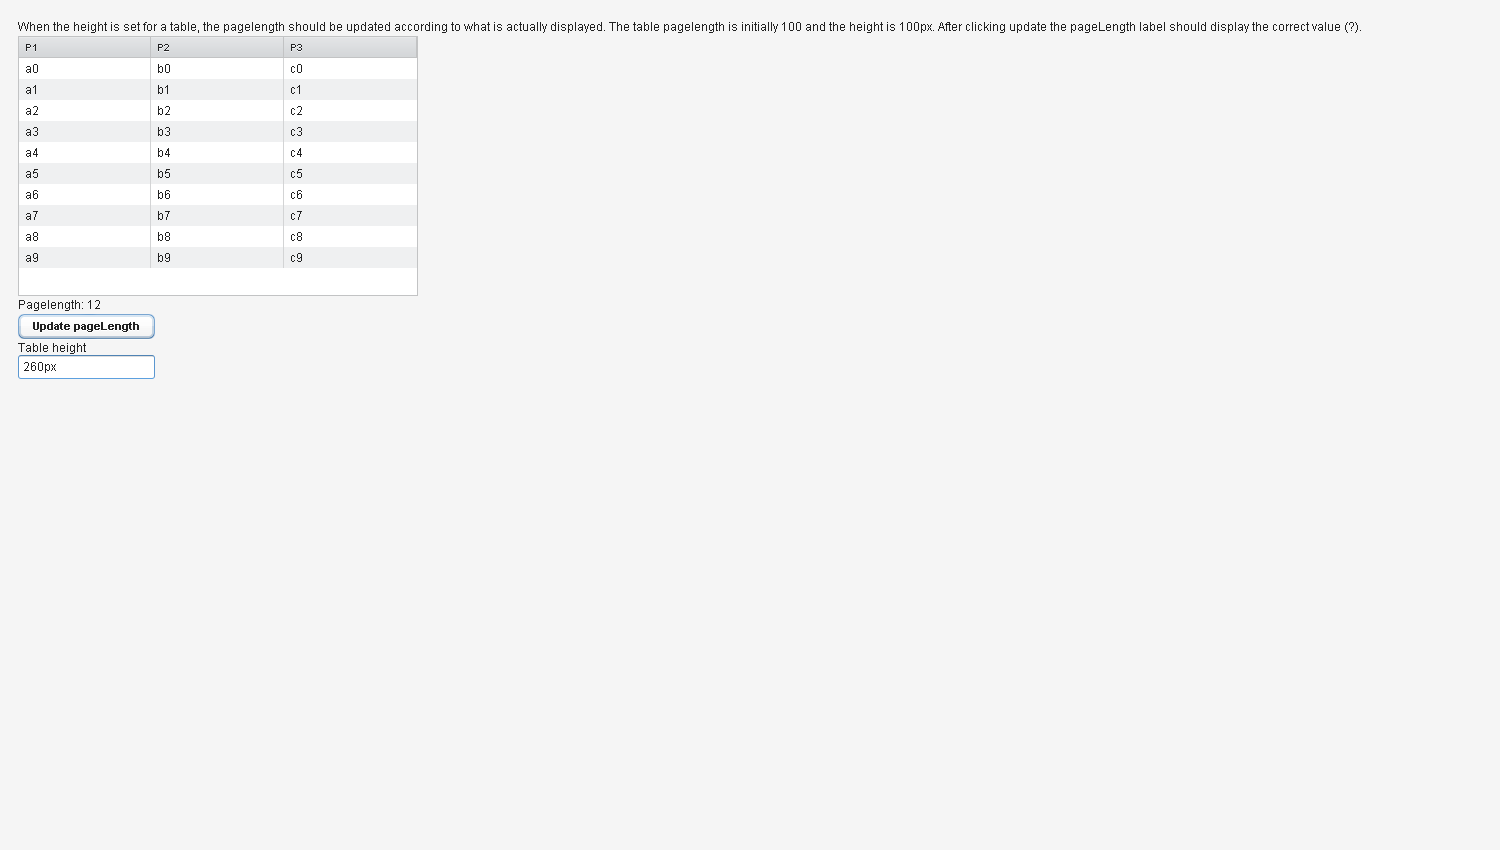 When the height is set for a table, the pagelength should be updated according to what is actually displayed. The table pagelength is initially 100 and the height is 100px. After clicking update the pageLength label should display the correct value (?).
P1 P2 P3
a0 b0 c0
a1 b1 c1
a2 b2 c2
a3 b3 c3
a4 b4 c4
a5 b5 c5
a6 b6 c6
a7 b7 c7
a8 b8 c8
a9 b9 c9
Pagelength: 12
Update pageLength
Table height
260px